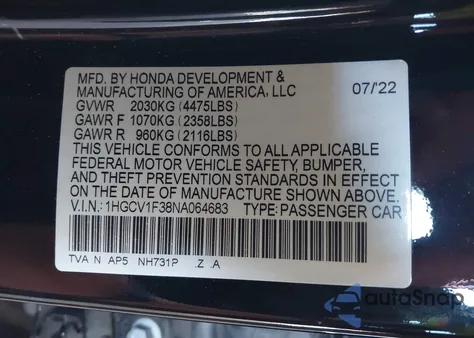 MFD. BY HONDA DEVELOPMENT &
MANUFACTURING OF AMERICA, LLC 07/'22
GVWR 2030KG (4475LBS)
GAWR F 1070KG (2358LBS)
GAWR R 960KG (2116LBS)
THIS VEHICLE CONFORMS TO ALL APPLICABLE
FEDERAL MOTOR VEHICLE SAFETY, BUMPER,
AND THEFT PREVENTION STANDARDS IN EFFECT
ON THE DATE OF MANUFACTURE SHOWN ABOVE.
V.I.N.: 1HGCV1F38NA064683 TYPE: PASSENGER CAR
TVA N AP5 NH731P .Z .A
autoSnap